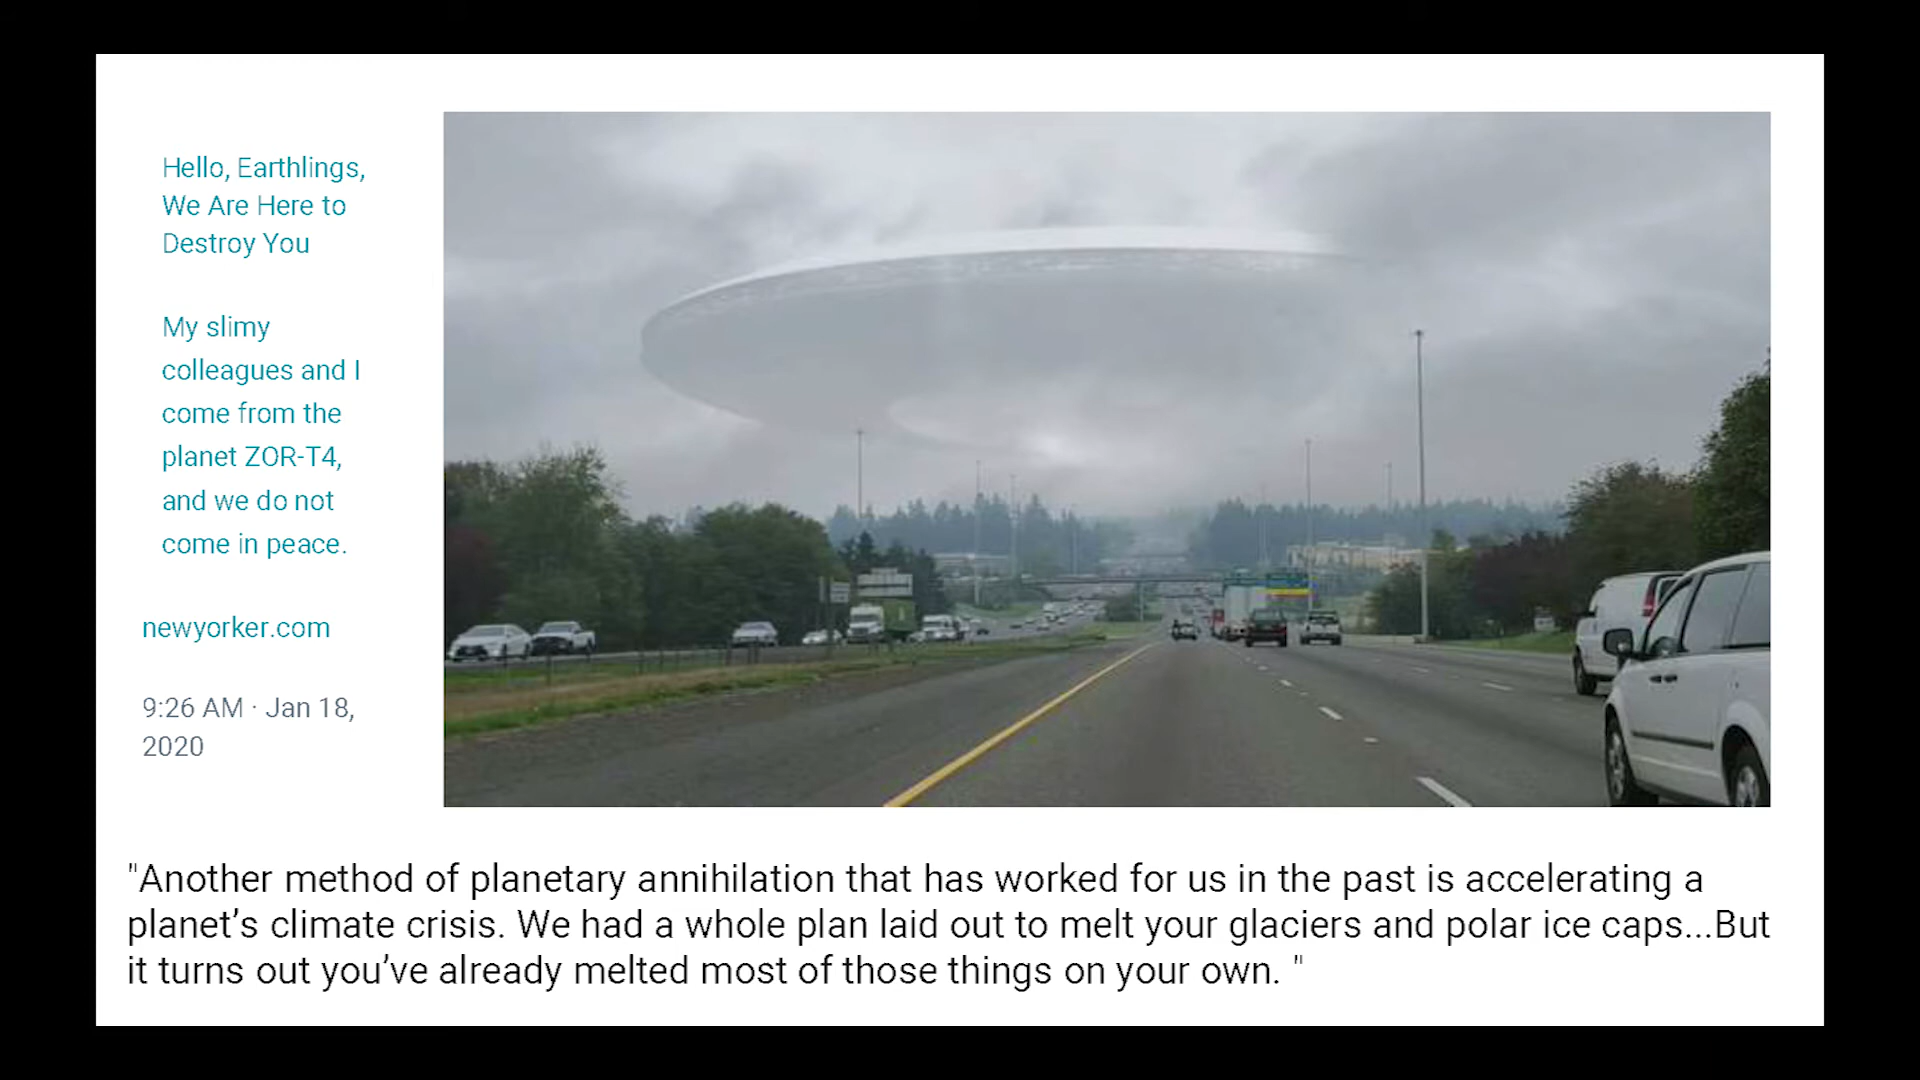 Hello, Earthlings,
We Are Here to
Destroy You
My slimy
colleagues and I
come from the
planet ZOR-T4,
and we do not
come in peace.
newyorker.com
9:26 AM · Jan 18,
2020
"Another method of planetary annihilation that has worked for us in the past is accelerating a
planet’s climate crisis. We had a whole plan laid out to melt your glaciers and polar ice caps...But
it turns out you’ve already melted most of those things on your own. "